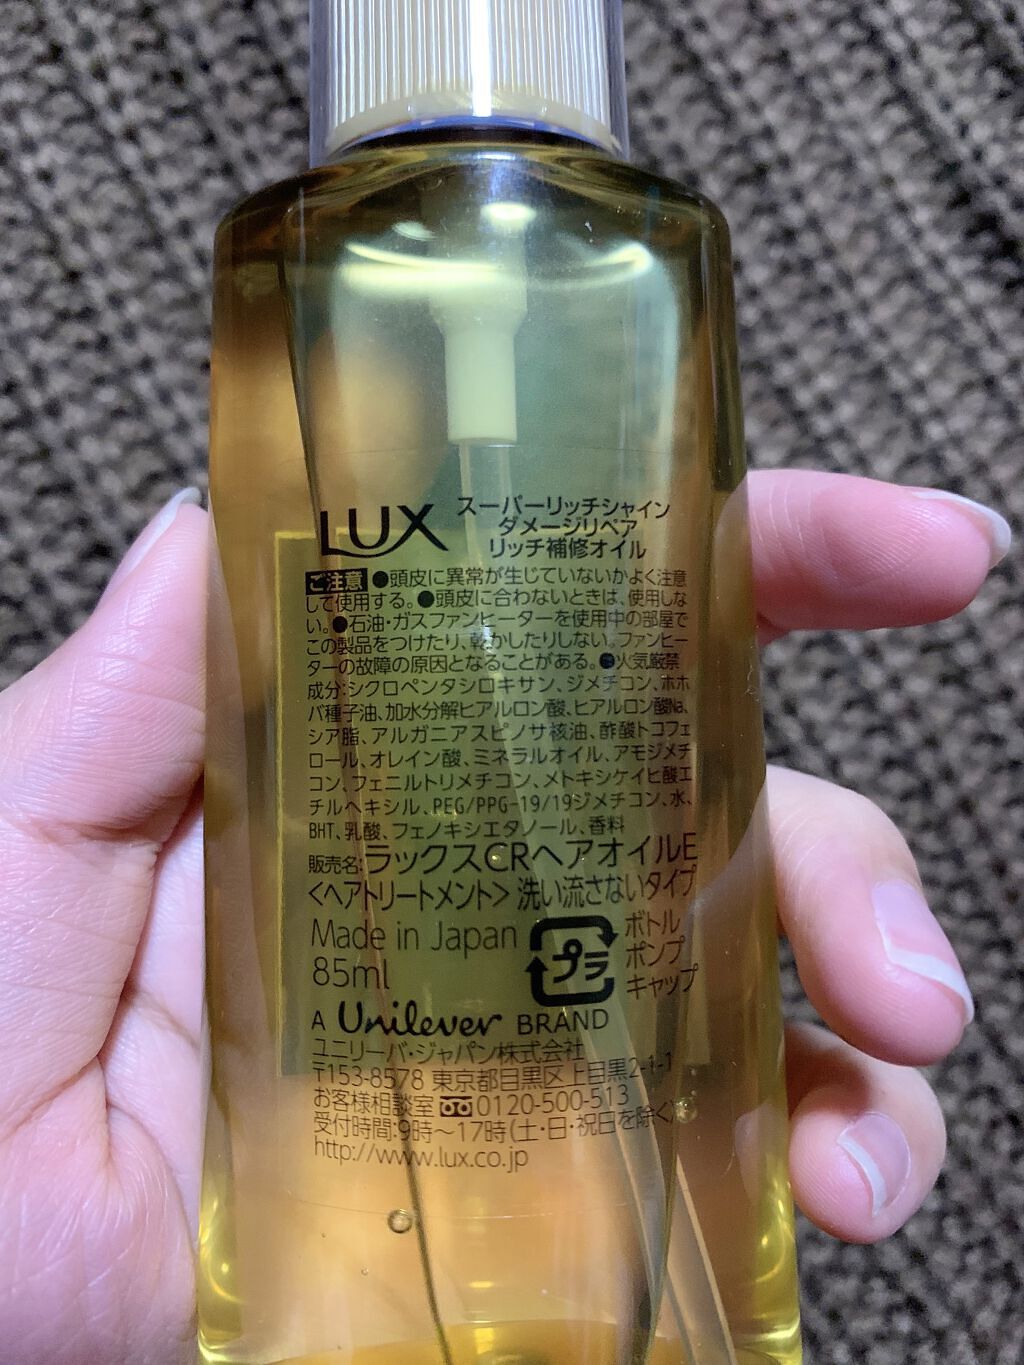 LUX
スーパーリッチシャイン
ダメージリペア
リッチ補修オイル
ご注意 ●頭皮に異常が生じていないかよく注意
して使用する。●頭皮に合わないときは、使用しな
い。●石油・ガスファンヒーターを使用中の部屋で
この製品をつけたり、乾かしたりしない。ファンヒー
ターの故障の原因となることがある。●火気厳禁
成分:シクロペンタシロキサン、ジメチコン、ホホ
バ種子油、加水分解ヒアルロン酸、ヒアルロン酸Na、
シア脂、アルガニアスピノサ核油、酢酸トコフェ
ロール、オレイン酸、ミネラルオイル、アモジメチ
コン、フェニルトリメチコン、メトキシケイヒ酸エ
チルヘキシル、PEG/PPG-19/19ジメチコン、水、
BHT、乳酸、フェノキシエタノール、香料
販売名:ラックスCRヘアオイルE
〈ヘアトリートメント〉洗い流さないタイプ
Made in Japan
85ml
プラ
ボトル
ポンプ
キャップ
A Unilever BRAND
ユニリーバ・ジャパン株式会社
〒153-8578 東京都目黒区上目黒2-1-1
お客様相談室 0120-500-513
受付時間:9時～17時(土・日・祝日を除く)
http://www.lux.co.jp